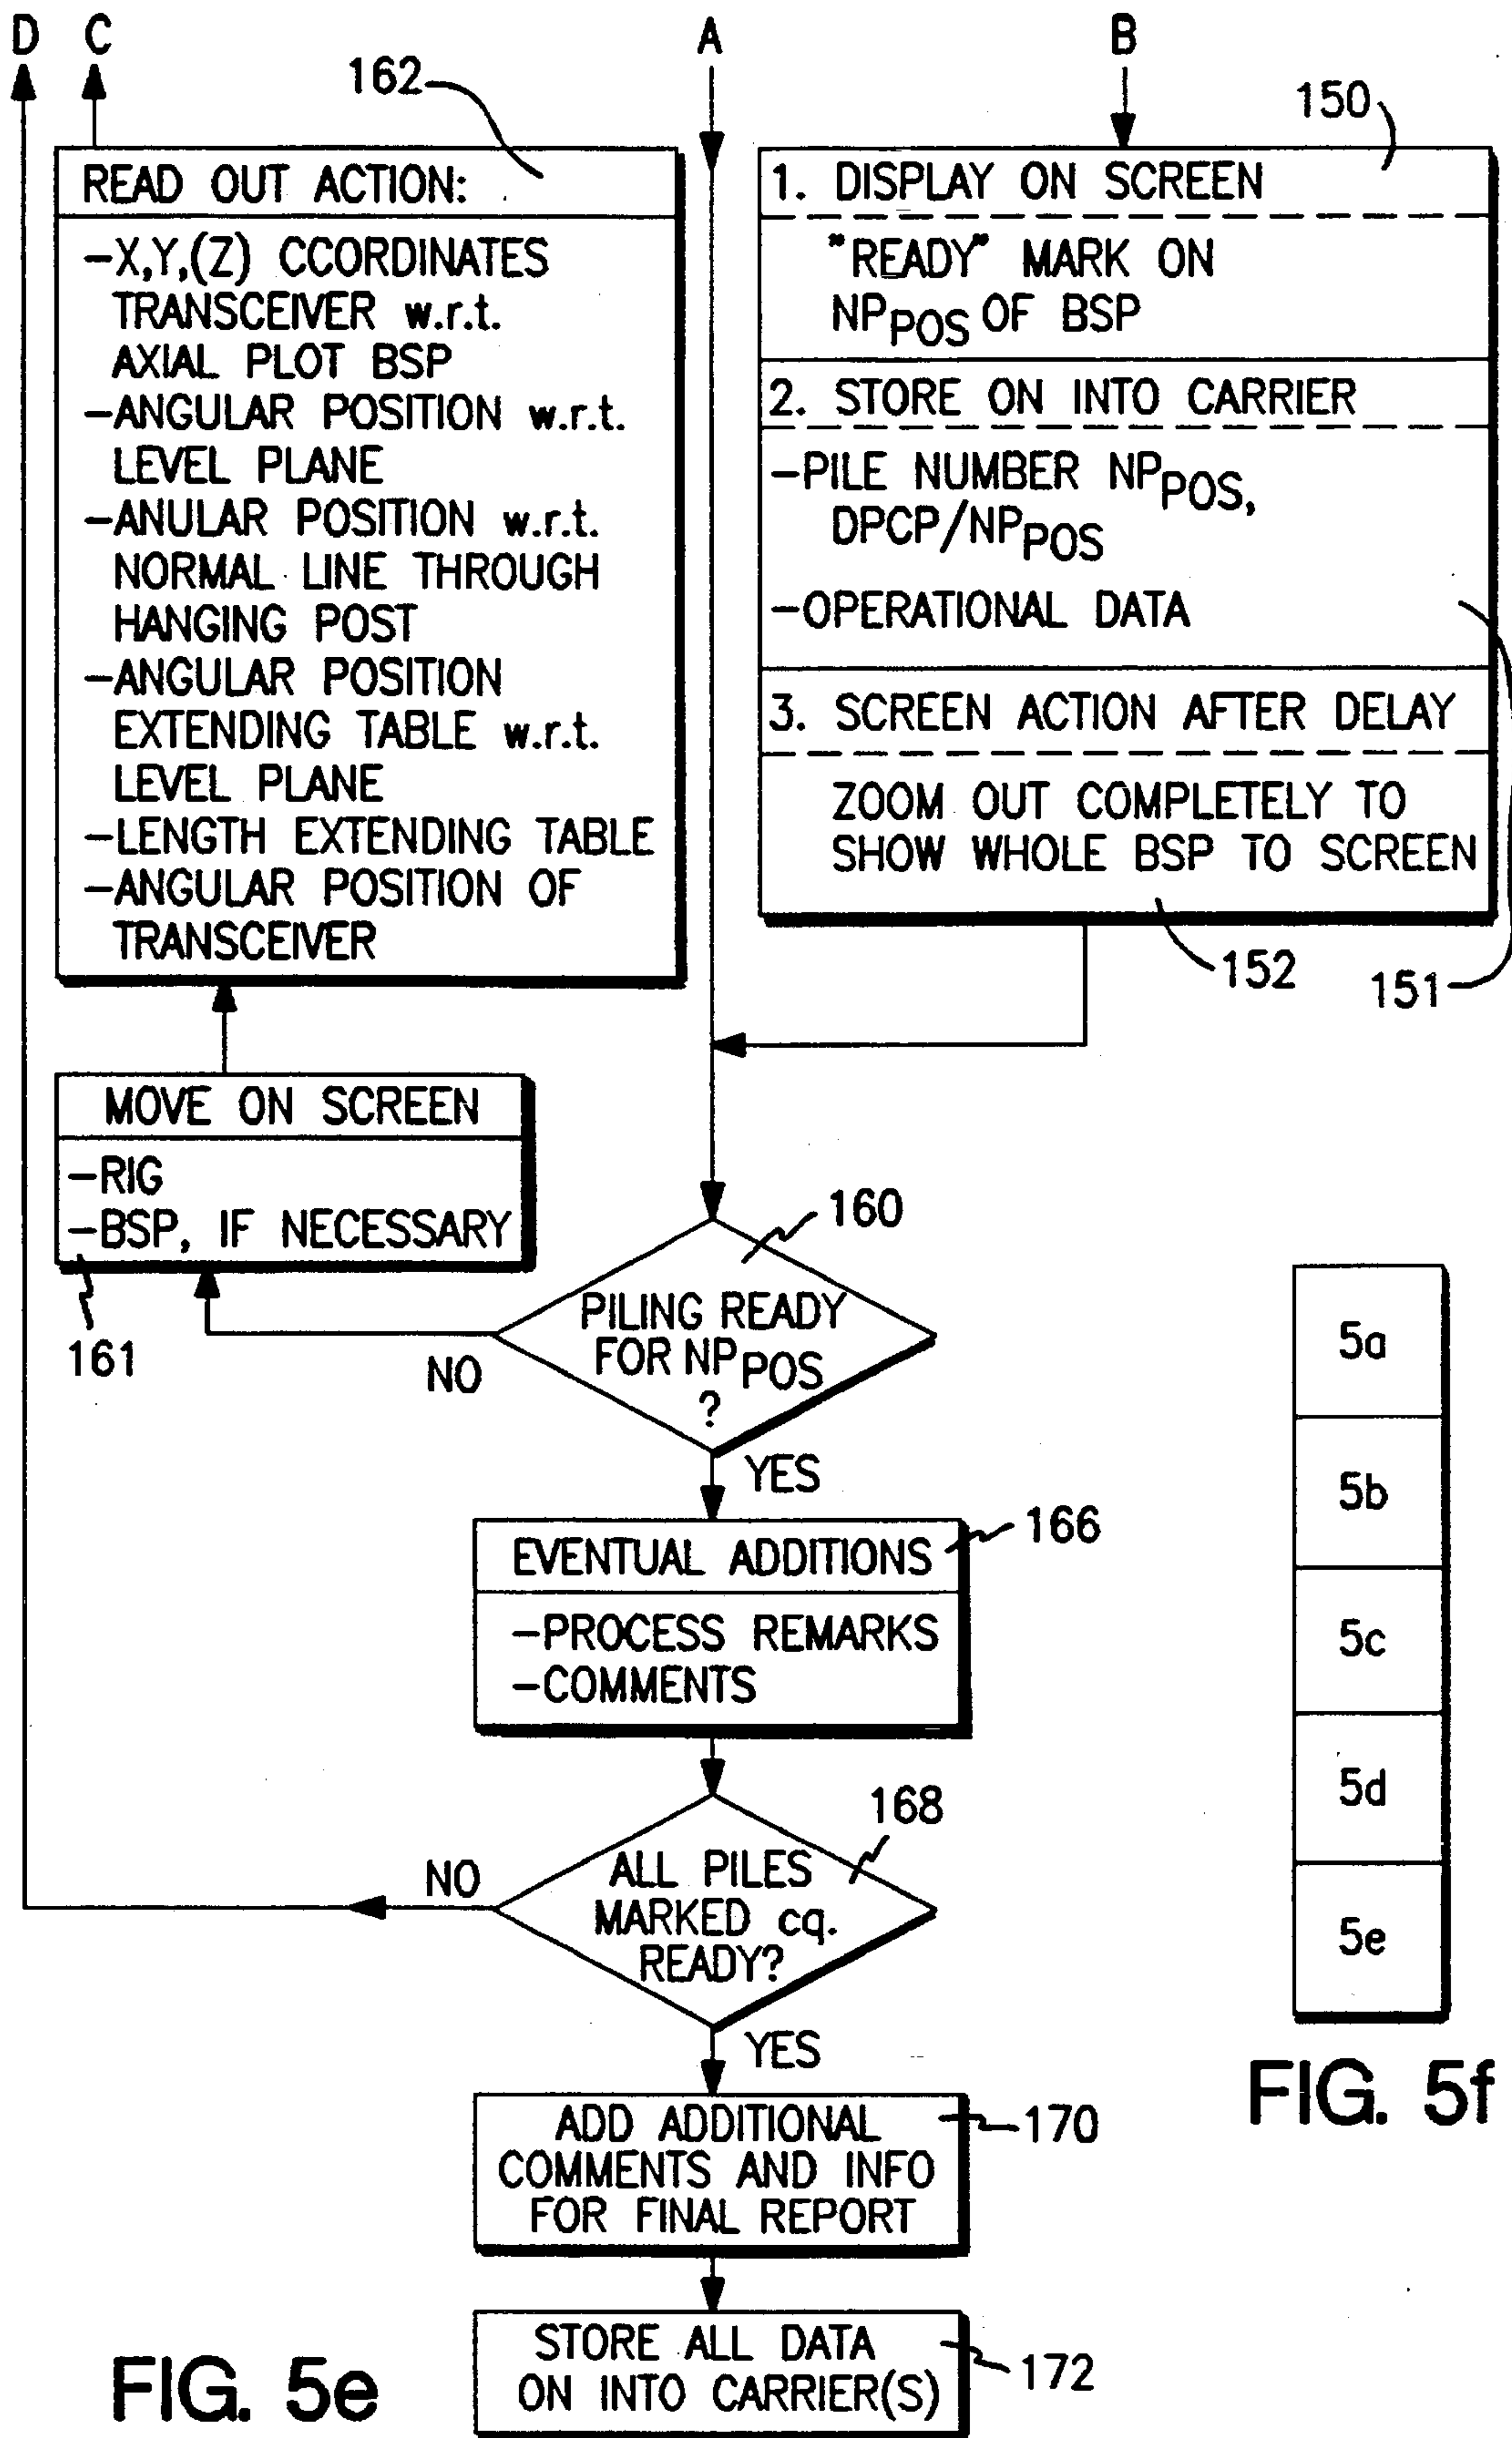 D C A B
162
150
READ OUT ACTION:
-X,Y,(Z) CCORDINATES
TRANSCEIVER w.r.t.
AXIAL PLOT BSP
-ANGULAR POSITION w.r.t.
LEVEL PLANE
-ANULAR POSITION w.r.t.
NORMAL LINE THROUGH
HANGING POST
-ANGULAR POSITION
EXTENDING TABLE w.r.t.
LEVEL PLANE
-LENGTH EXTENDING TABLE
-ANGULAR POSITION OF
TRANSCEIVER
1. DISPLAY ON SCREEN
"READY" MARK ON
NPPOS OF BSP
2. STORE ON INTO CARRIER
-PILE NUMBER NPPOS,
DPCP/NPPOS
-OPERATIONAL DATA
3. SCREEN ACTION AFTER DELAY
ZOOM OUT COMPLETELY TO
SHOW WHOLE BSP TO SCREEN
152
151
MOVE ON SCREEN
-RIG
-BSP, IF NECESSARY
161
160
PILING READY
FOR NPPOS
?
NO
YES
166
EVENTUAL ADDITIONS
-PROCESS REMARKS
-COMMENTS
168
ALL PILES
MARKED cq.
READY?
NO
YES
170
ADD ADDITIONAL
COMMENTS AND INFO
FOR FINAL REPORT
STORE ALL DATA
ON INTO CARRIER(S)
172
FIG. 5e
5a
5b
5c
5d
5e
FIG. 5f